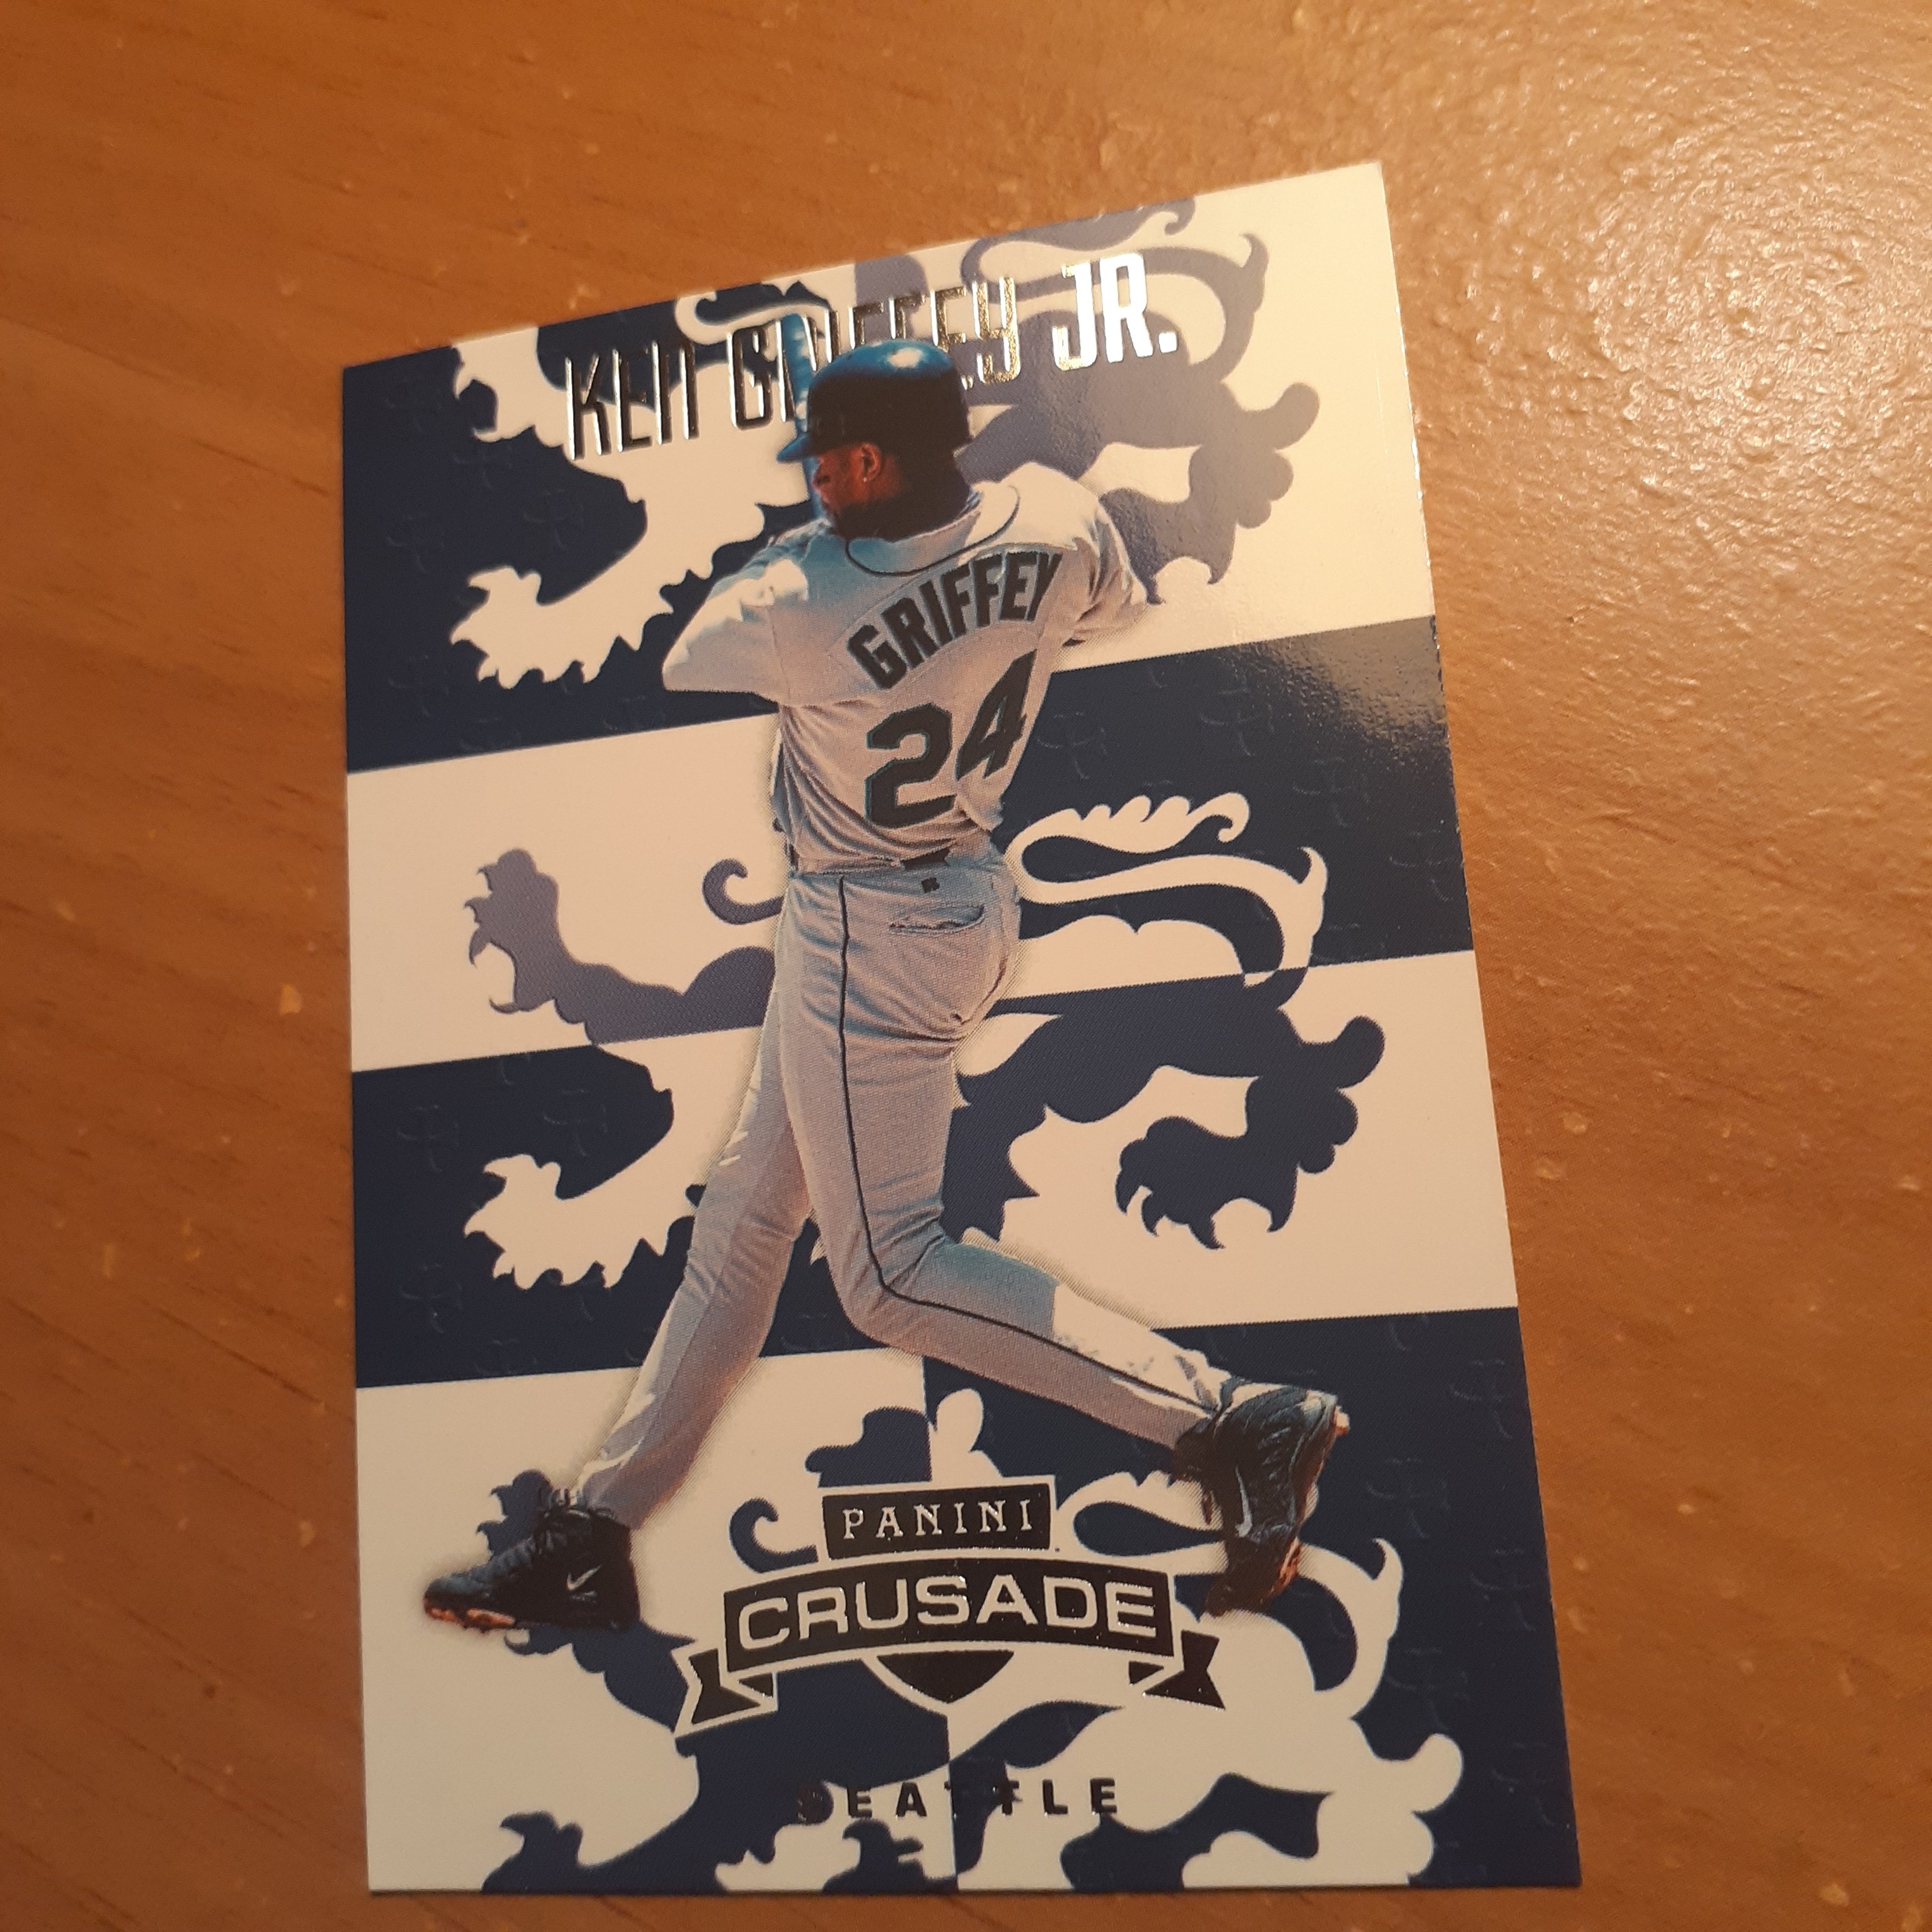 KEN GRIFFEY JR.
GRIFFEY
24
PANINI
CRUSADE
SEATTLE